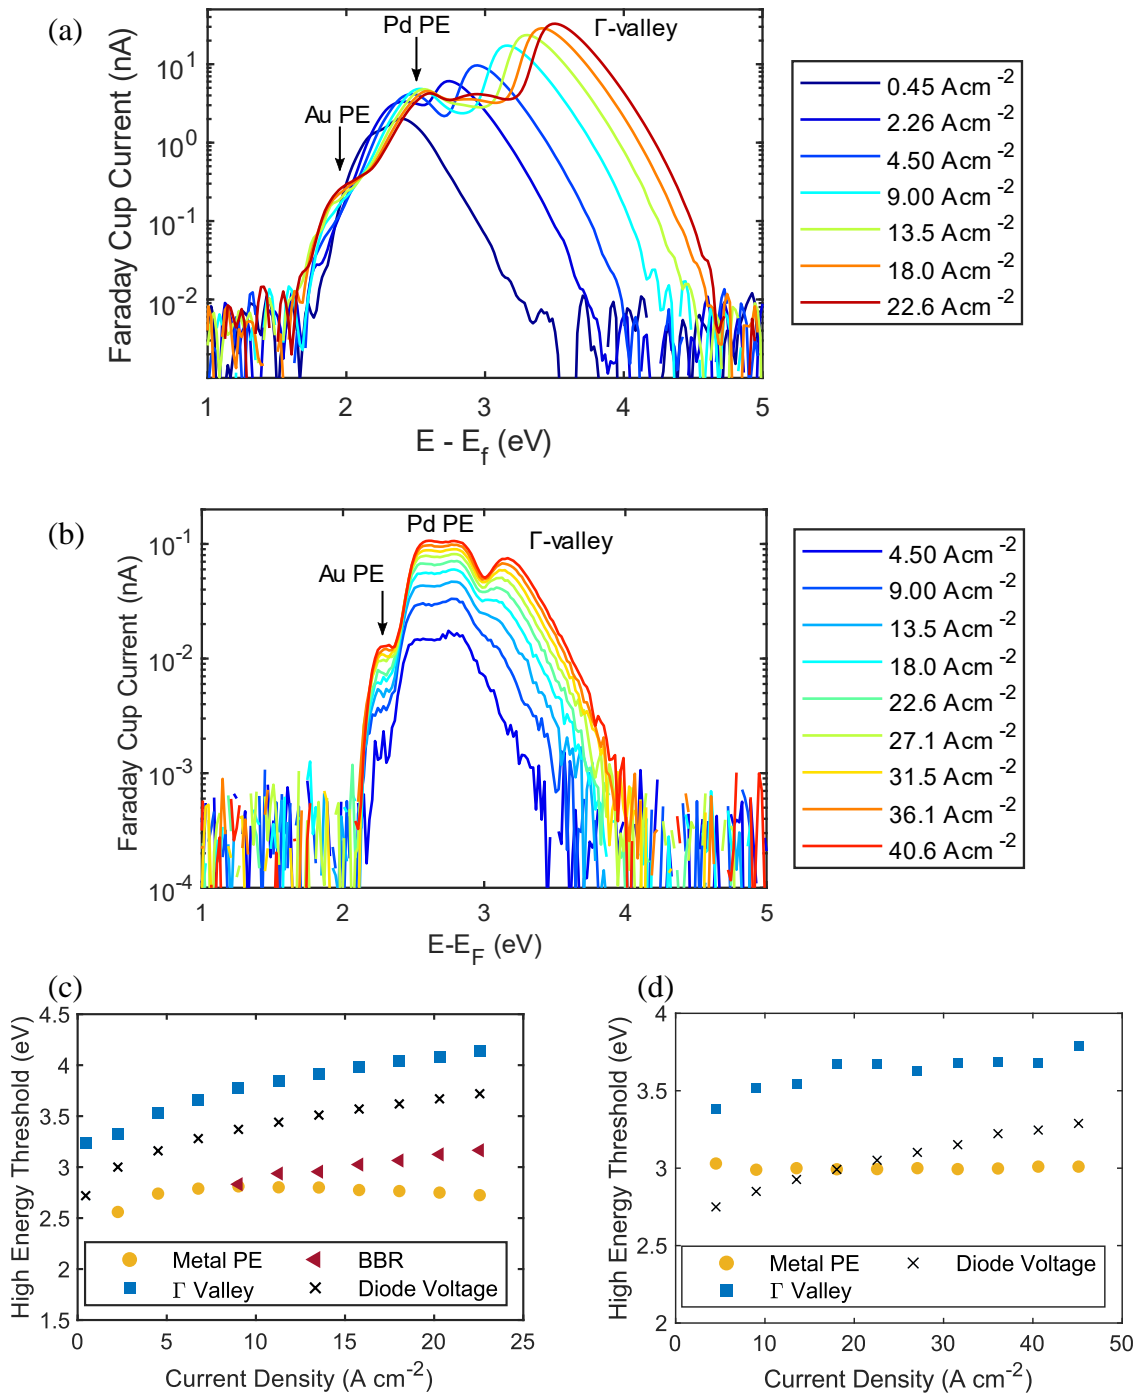 (a)
Faraday Cup Current (nA)
10^1
10^0
10^-1
10^-2
Au PE
Pd PE
Γ-valley
1 2 3 4 5
E - E_f (eV)
0.45 Acm^-2
2.26 Acm^-2
4.50 Acm^-2
9.00 Acm^-2
13.5 Acm^-2
18.0 Acm^-2
22.6 Acm^-2
(b)
Faraday Cup Current (nA)
10^-1
10^-2
10^-3
10^-4
Au PE
Pd PE
Γ-valley
1 2 3 4 5
E-E_F (eV)
4.50 Acm^-2
9.00 Acm^-2
13.5 Acm^-2
18.0 Acm^-2
22.6 Acm^-2
27.1 Acm^-2
31.5 Acm^-2
36.1 Acm^-2
40.6 Acm^-2
(c)
High Energy Threshold (eV)
4.5
4
3.5
3
2.5
2
1.5
Metal PE
Γ Valley
BBR
Diode Voltage
0 5 10 15 20 25
Current Density (A cm^-2)
(d)
High Energy Threshold (eV)
4
3.5
3
2.5
2
Metal PE
Γ Valley
Diode Voltage
0 10 20 30 40 50
Current Density (A cm^-2)